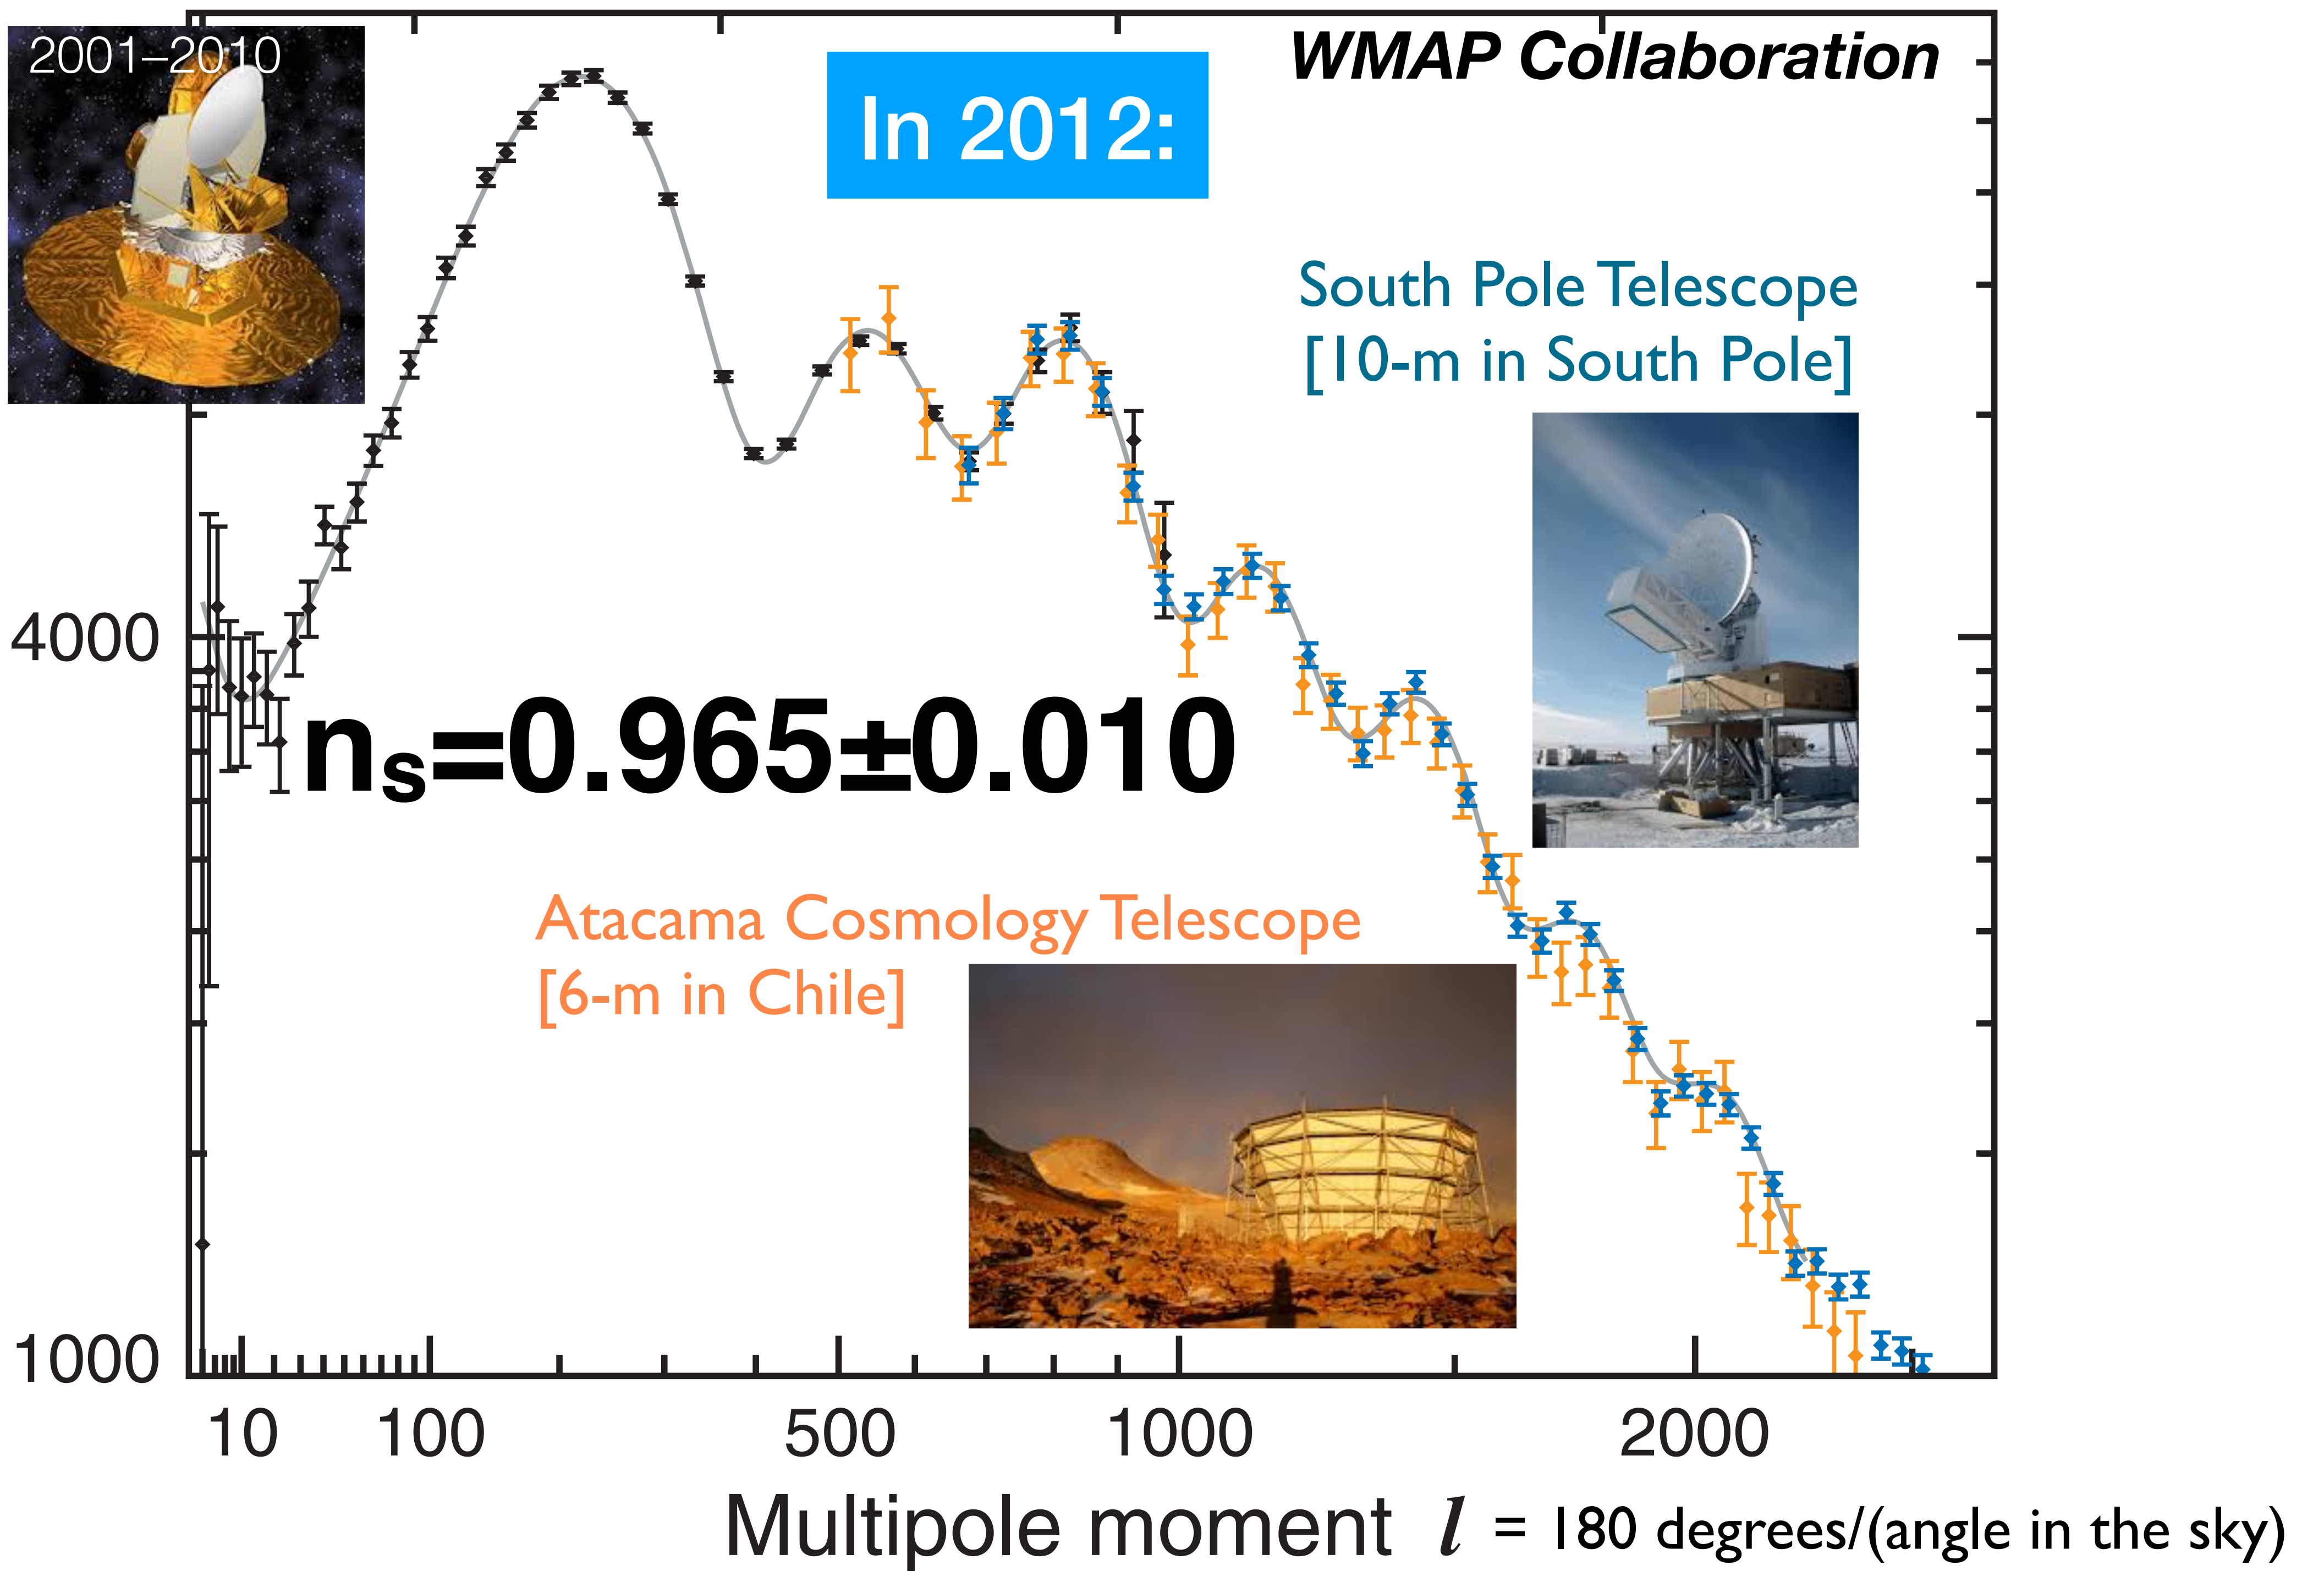 2001–2010
WMAP Collaboration
In 2012:
South Pole Telescope
[10-m in South Pole]
4000
nₛ=0.965±0.010
Atacama Cosmology Telescope
[6-m in Chile]
1000
10 100 500 1000 2000
Multipole moment l = 180 degrees/(angle in the sky)